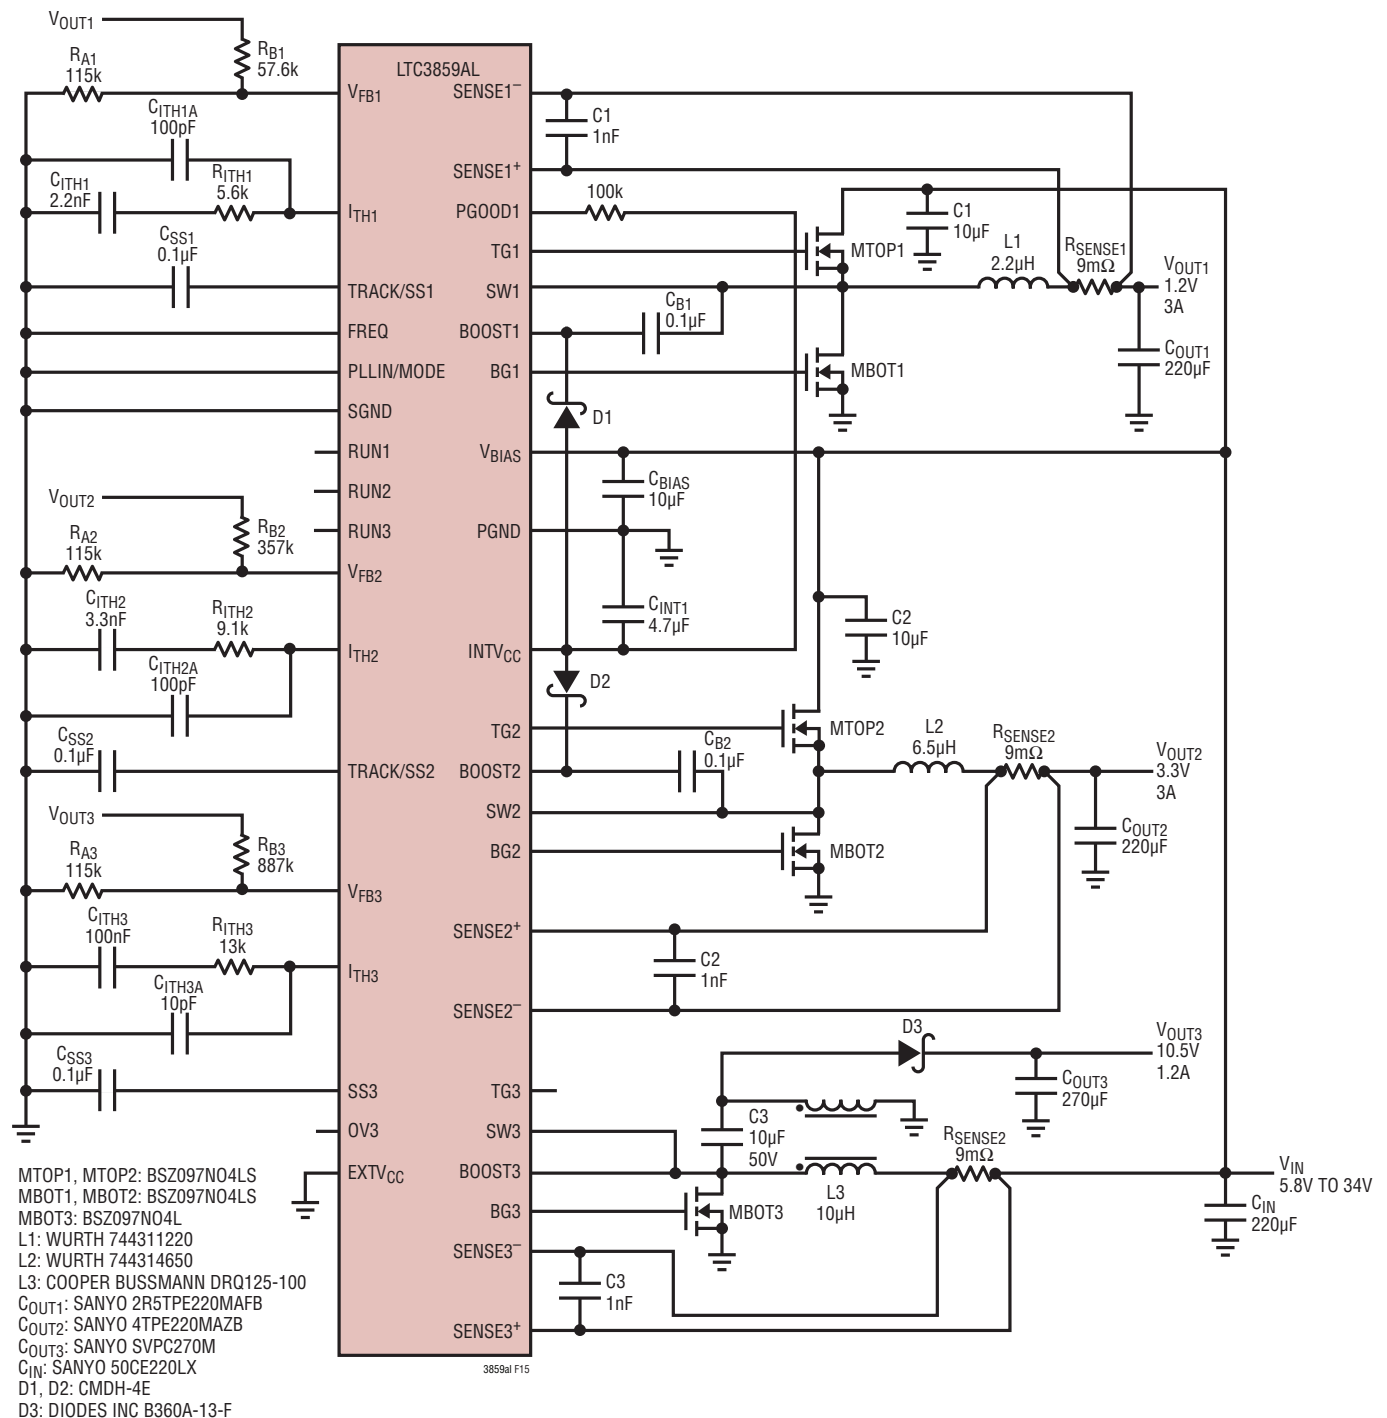 VOUT1
RA1
115k
RB1
57.6k
CITH1A
100pF
CITH1
2.2nF
RITH1
5.6k
CSS1
0.1µF
VOUT2
RA2
115k
RB2
357k
CITH2
3.3nF
RITH2
9.1k
CITH2A
100pF
CSS2
0.1µF
VOUT3
RA3
115k
RB3
887k
CITH3
100nF
RITH3
13k
CITH3A
10pF
CSS3
0.1µF
LTC3859AL
VFB1
ITH1
TRACK/SS1
FREQ
PLLIN/MODE
SGND
RUN1
RUN2
RUN3
VFB2
ITH2
TRACK/SS2
VFB3
ITH3
SS3
OV3
EXTVCC
SENSE1–
SENSE1+
PGOOD1
TG1
SW1
BOOST1
BG1
VBIAS
PGND
INTVCC
TG2
BOOST2
SW2
BG2
SENSE2+
SENSE2–
TG3
SW3
BOOST3
BG3
SENSE3–
SENSE3+
C1
1nF
100k
MTOP1
C1
10µF
L1
2.2µH
RSENSE1
9mΩ
VOUT1
1.2V
3A
CB1
0.1µF
MBOT1
COUT1
220µF
D1
CBIAS
10µF
CINT1
4.7µF
C2
10µF
D2
MTOP2
L2
6.5µH
RSENSE2
9mΩ
VOUT2
3.3V
3A
CB2
0.1µF
MBOT2
COUT2
220µF
C2
1nF
D3
VOUT3
10.5V
1.2A
COUT3
270µF
C3
10µF
50V
RSENSE2
9mΩ
L3
10µH
VIN
5.8V TO 34V
CIN
220µF
MBOT3
C3
1nF
MTOP1, MTOP2: BSZ097NO4LS
MBOT1, MBOT2: BSZ097NO4LS
MBOT3: BSZ097NO4L
L1: WURTH 744311220
L2: WURTH 744314650
L3: COOPER BUSSMANN DRQ125-100
COUT1: SANYO 2R5TPE220MAFB
COUT2: SANYO 4TPE220MAZB
COUT3: SANYO SVPC270M
CIN: SANYO 50CE220LX
D1, D2: CMDH-4E
D3: DIODES INC B360A-13-F
3859al F15